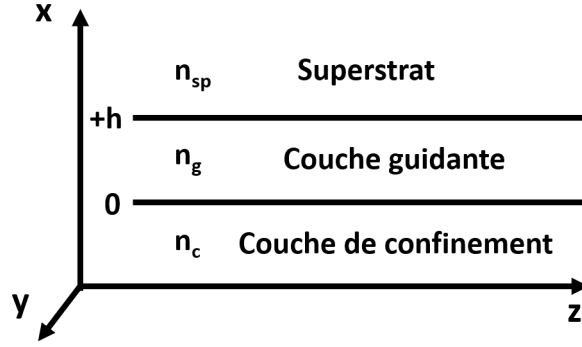 x
n_sp Superstrat
+h
n_g Couche guidante
0
n_c Couche de confinement
y
z